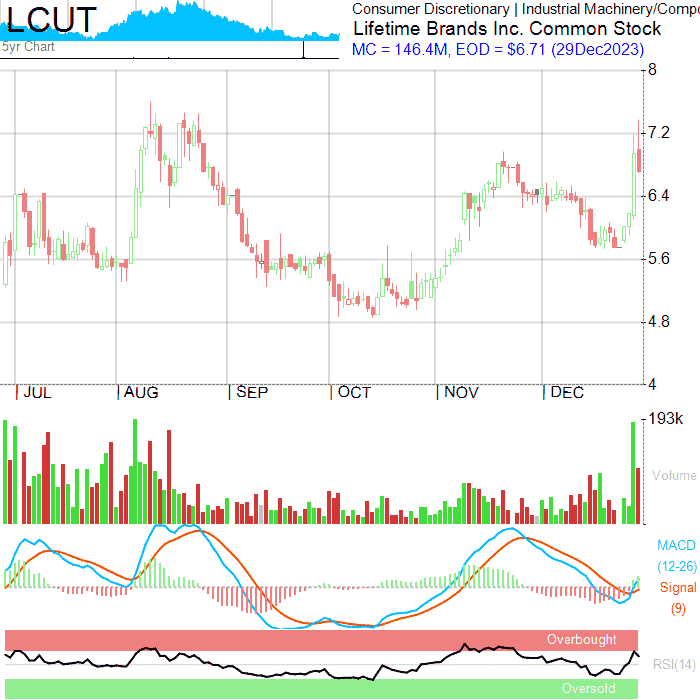 LCUT
5yr Chart
Consumer Discretionary | Industrial Machinery/Compo
Lifetime Brands Inc. Common Stock
MC = 146.4M, EOD = $6.71 (29Dec2023)
8
7.2
6.4
5.6
4.8
4
JUL
AUG
SEP
OCT
NOV
DEC
193k
Volume
MACD
(12-26)
Signal
(9)
Overbought
RSI(14)
Oversold